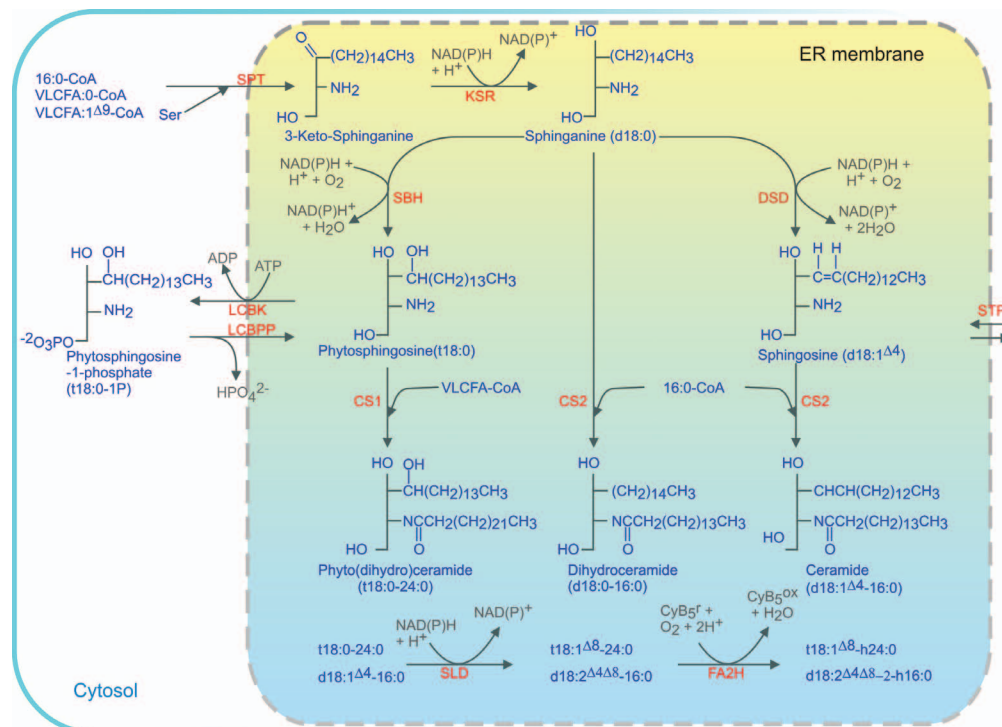 ER membrane
16:0-CoA
VLCFA:0-CoA
VLCFA:1Δ9-CoA
Ser
SPT
O
(CH2)14CH3
NH2
HO
3-Keto-Sphinganine
NAD(P)H
+ H+
NAD(P)+
KSR
HO
(CH2)14CH3
NH2
HO
Sphinganine (d18:0)
NAD(P)H +
H+ + O2
NAD(P)H+
+ H2O
SBH
DSD
NAD(P)H +
H+ + O2
NAD(P)+
+ 2H2O
HO OH
CH(CH2)13CH3
NH2
-2O3PO
Phytosphingosine
-1-phosphate
(t18:0-1P)
ADP
ATP
LCBK
LCBPP
HPO42-
HO OH
CH(CH2)13CH3
NH2
HO
Phytosphingosine(t18:0)
HO H H
C=C(CH2)12CH3
NH2
HO
Sphingosine (d18:1Δ4)
STP
CS1
VLCFA-CoA
CS2
16:0-CoA
CS2
HO OH
CH(CH2)13CH3
NCOCH2(CH2)21CH3
HO
O
Phyto(dihydro)ceramide
(t18:0-24:0)
HO
(CH2)14CH3
NCOCH2(CH2)13CH3
HO
O
Dihydroceramide
(d18:0-16:0)
HO
CHCH(CH2)12CH3
NCOCH2(CH2)13CH3
HO
O
Ceramide
(d18:1Δ4-16:0)
NAD(P)H
+ H+
NAD(P)+
CyB5r +
O2 + 2H+
CyB5ox
+ H2O
t18:0-24:0
d18:1Δ4-16:0
SLD
t18:1Δ8-24:0
d18:2Δ4Δ8-16:0
FA2H
t18:1Δ8-h24:0
d18:2Δ4Δ8–2-h16:0
Cytosol